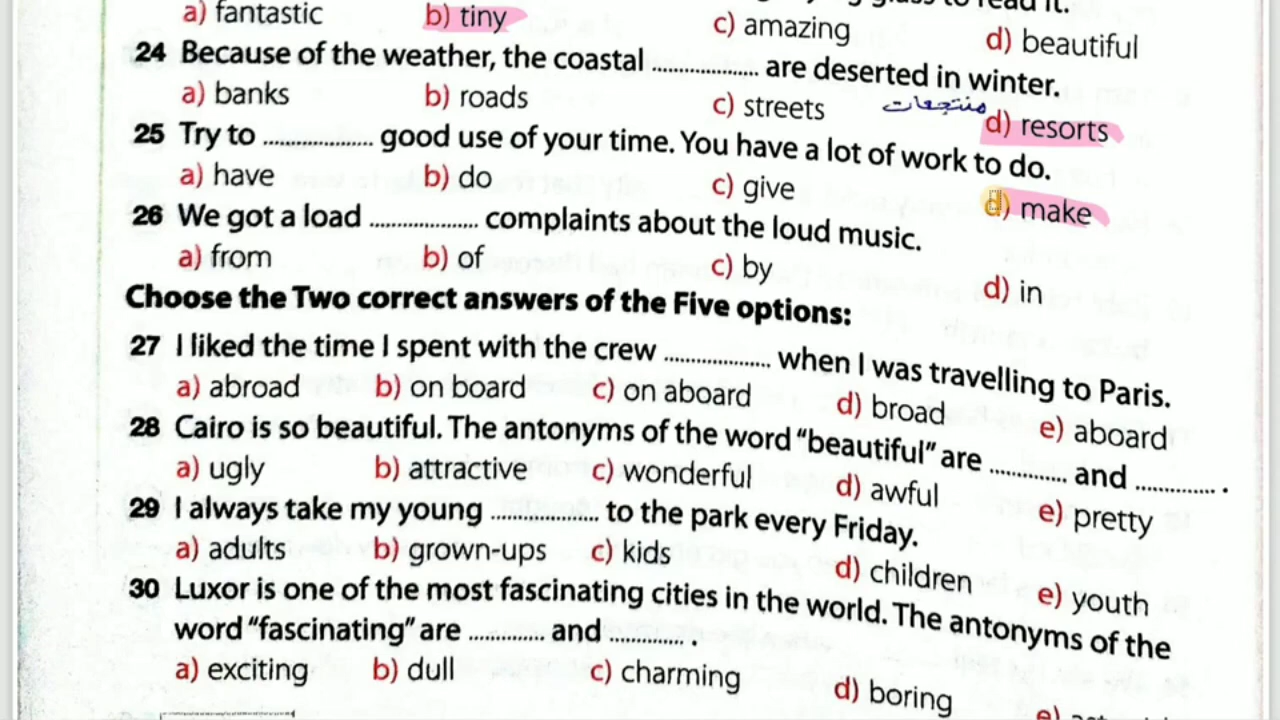 to read it.
a) fantastic b) tiny c) amazing d) beautiful
24 Because of the weather, the coastal .................... are deserted in winter.
a) banks b) roads c) streets منتجعات d) resorts
25 Try to .................... good use of your time. You have a lot of work to do.
a) have b) do c) give d) make
26 We got a load .................... complaints about the loud music.
a) from b) of c) by d) in
Choose the Two correct answers of the Five options:
27 I liked the time I spent with the crew .................... when I was travelling to Paris.
a) abroad b) on board c) on aboard d) broad e) aboard
28 Cairo is so beautiful. The antonyms of the word “beautiful” are .............. and .............. .
a) ugly b) attractive c) wonderful d) awful e) pretty
29 I always take my young .................... to the park every Friday.
a) adults b) grown-ups c) kids d) children e) youth
30 Luxor is one of the most fascinating cities in the world. The antonyms of the
word “fascinating” are .............. and .............. .
a) exciting b) dull c) charming d) boring